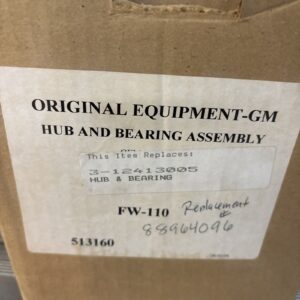 ORIGINAL EQUIPMENT-GM
HUB AND BEARING ASSEMBLY
This Item Replaces:
3-12413005
HUB & BEARING
FW-110 Replacement #
88964096
513160